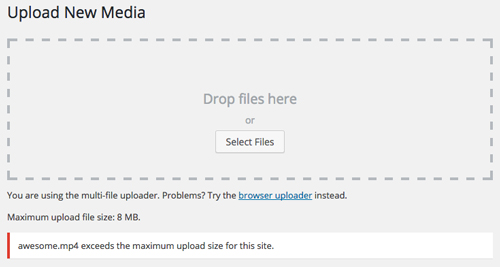 Upload New Media
Drop files here
or
Select Files
You are using the multi-file uploader. Problems? Try the browser uploader instead.
Maximum upload file size: 8 MB.
awesome.mp4 exceeds the maximum upload size for this site.